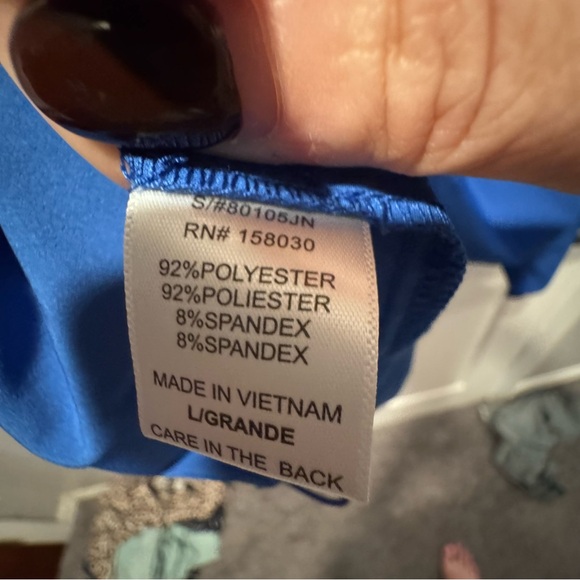 S/#80105JN
RN# 158030
92%POLYESTER
92%POLIESTER
8%SPANDEX
8%SPANDEX
MADE IN VIETNAM
L/GRANDE
CARE IN THE BACK